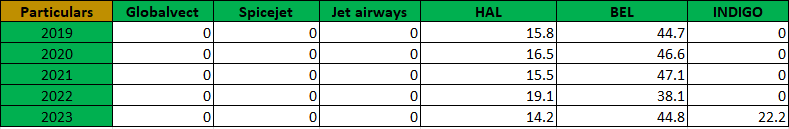 Particulars Globalvect Spicejet Jet airways HAL BEL INDIGO
2019 0 0 0 15.8 44.7 0
2020 0 0 0 16.5 46.6 0
2021 0 0 0 15.5 47.1 0
2022 0 0 0 19.1 38.1 0
2023 0 0 0 14.2 44.8 22.2